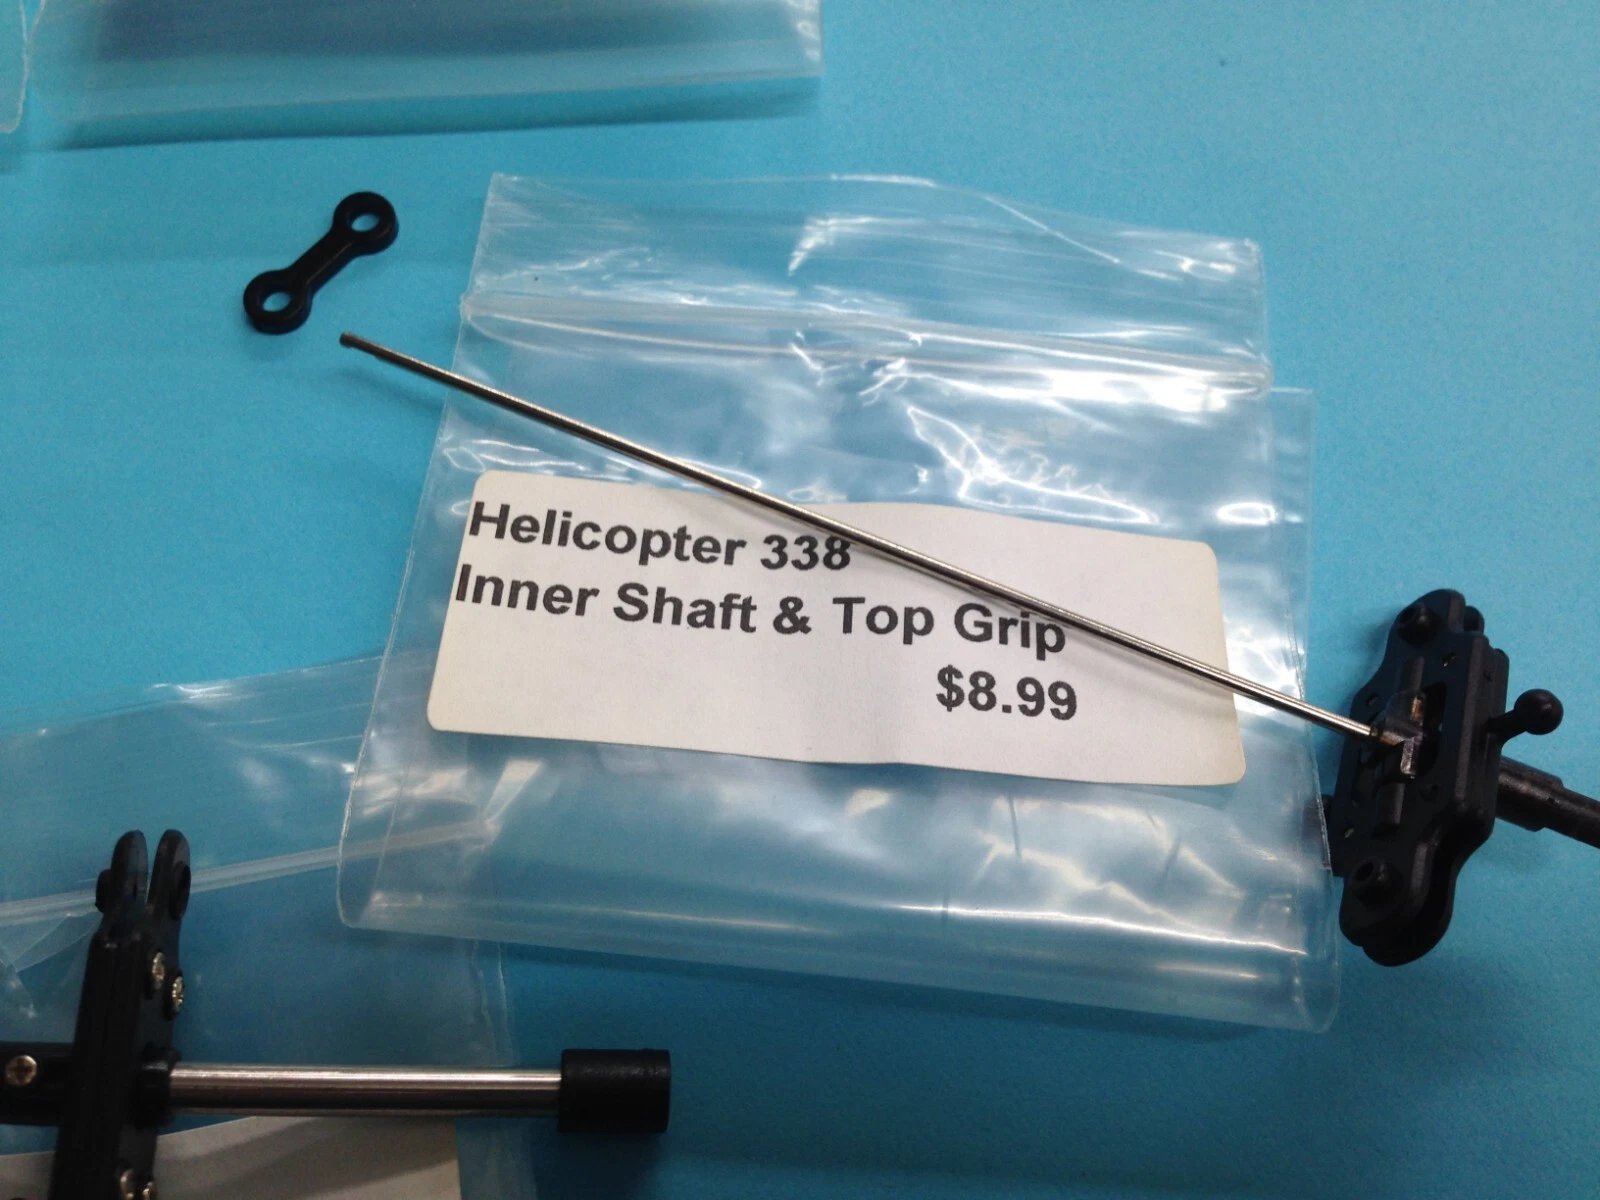 Helicopter 338
Inner Shaft & Top Grip
$8.99